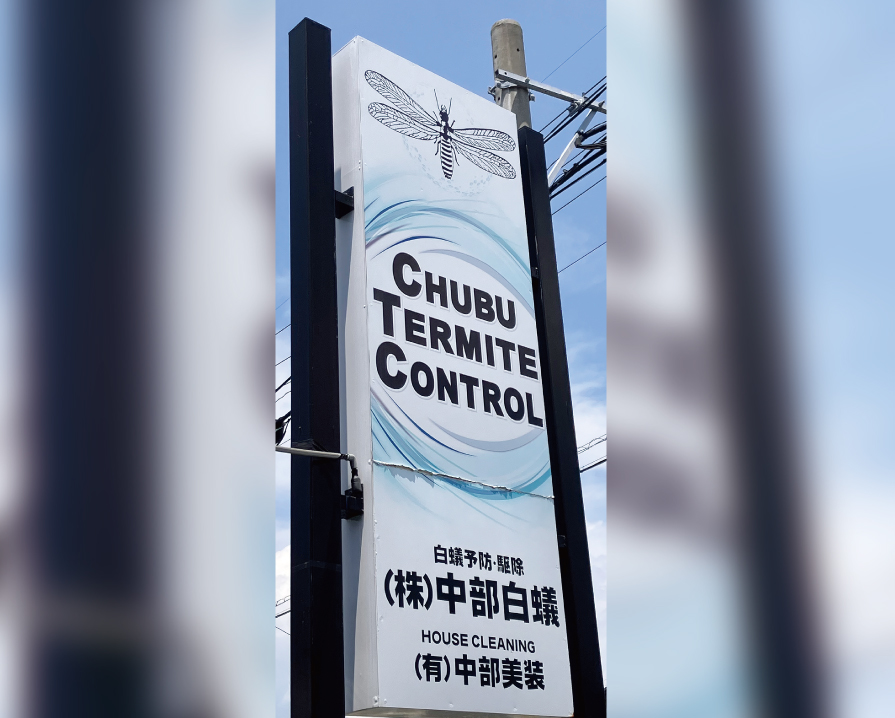 CHUBU
TERMITE
CONTROL
白蟻予防・駆除
(株)中部白蟻
HOUSE CLEANING
(有)中部美装